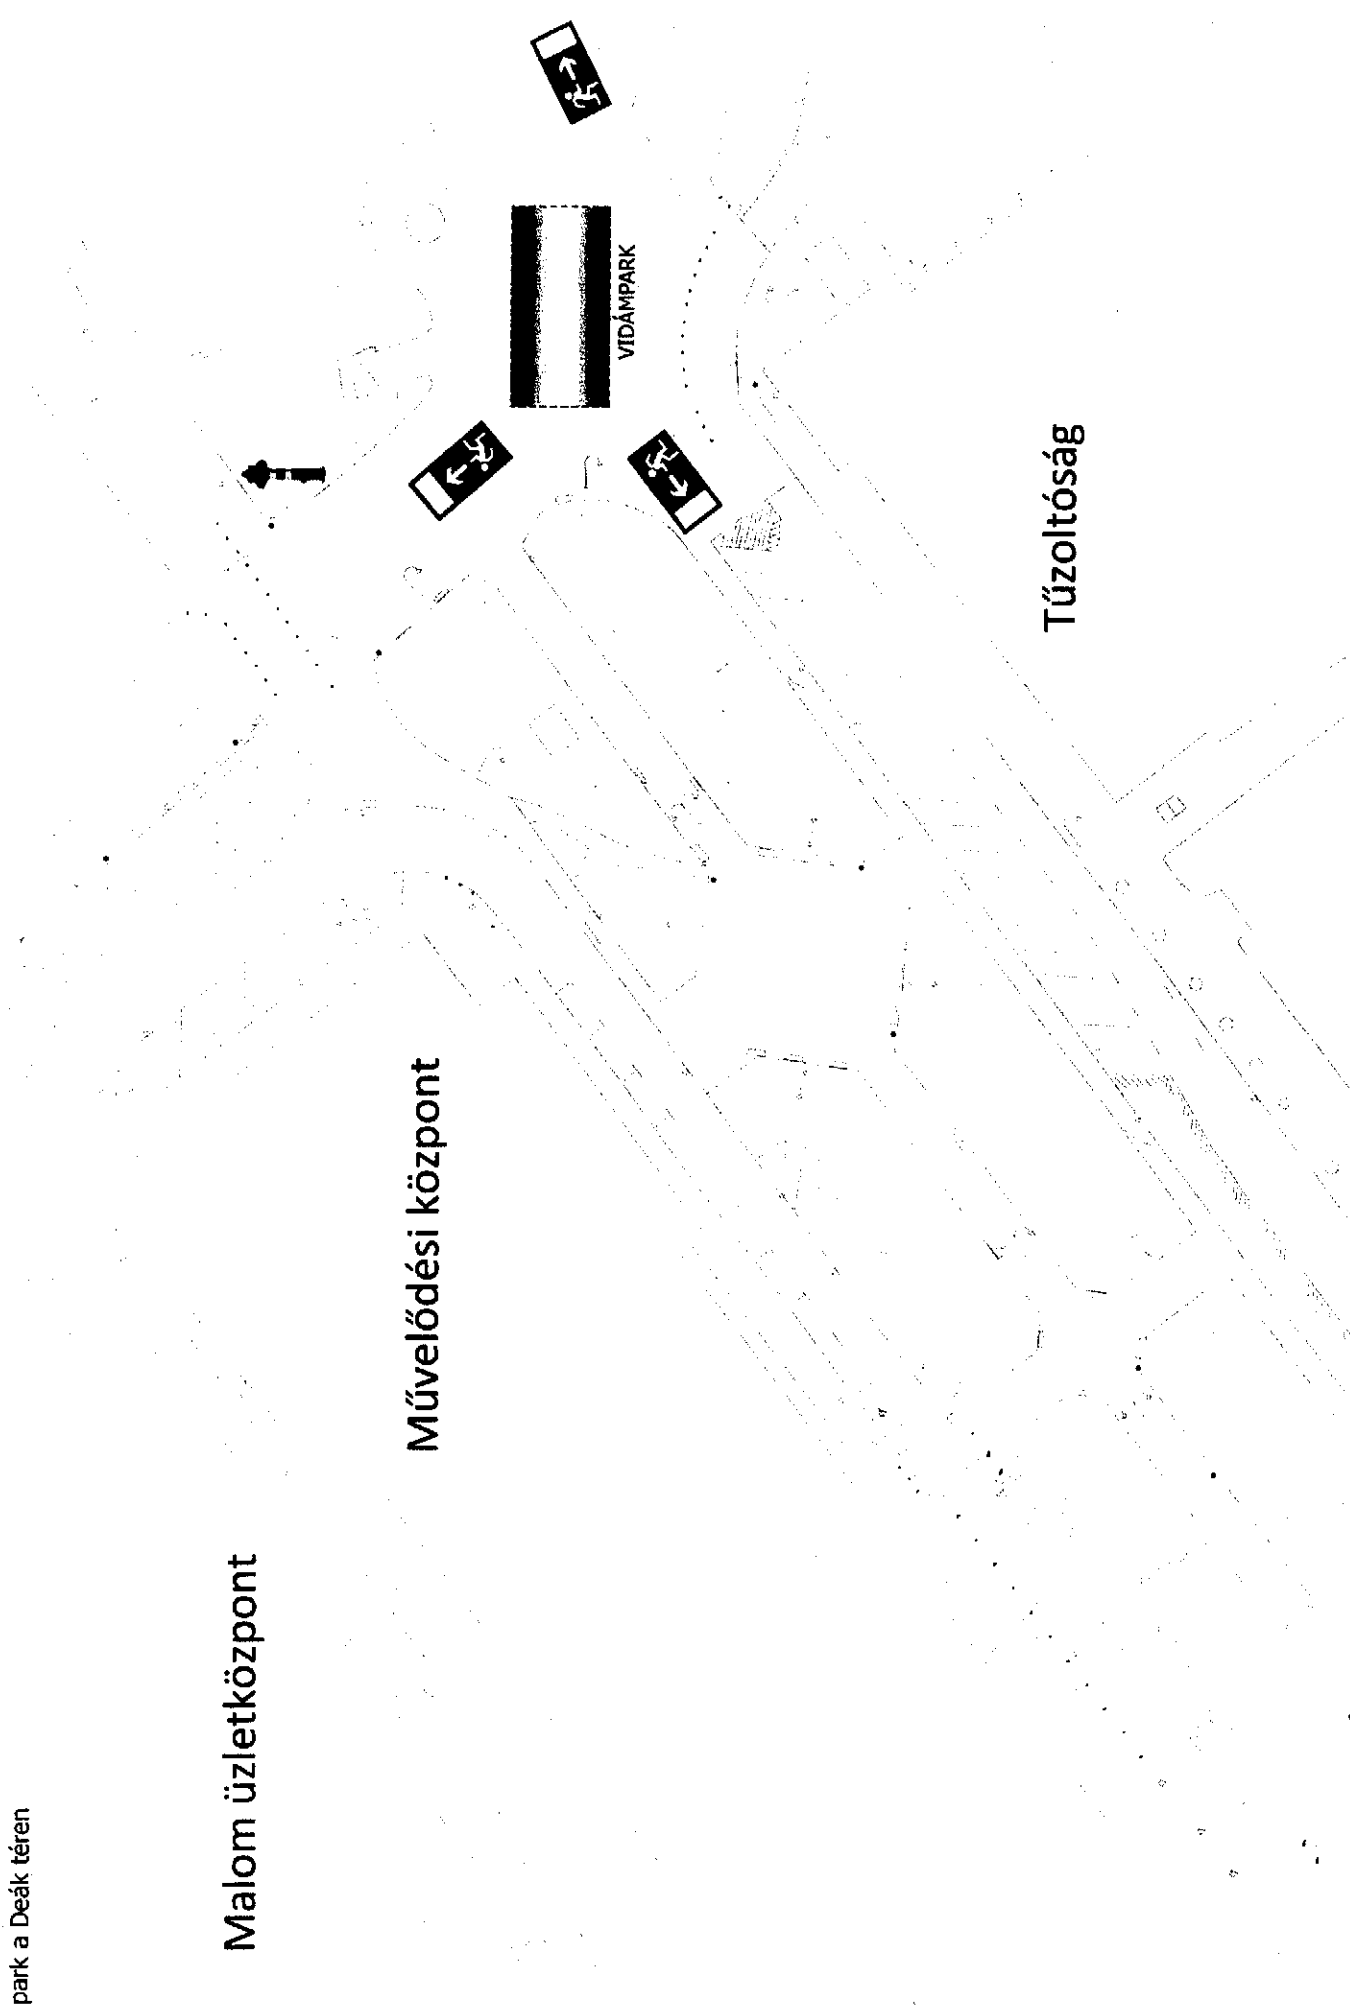 park a Deák téren
Malom üzletközpont
Művelődési központ
VIDÁMPARK
Tűzoltóság